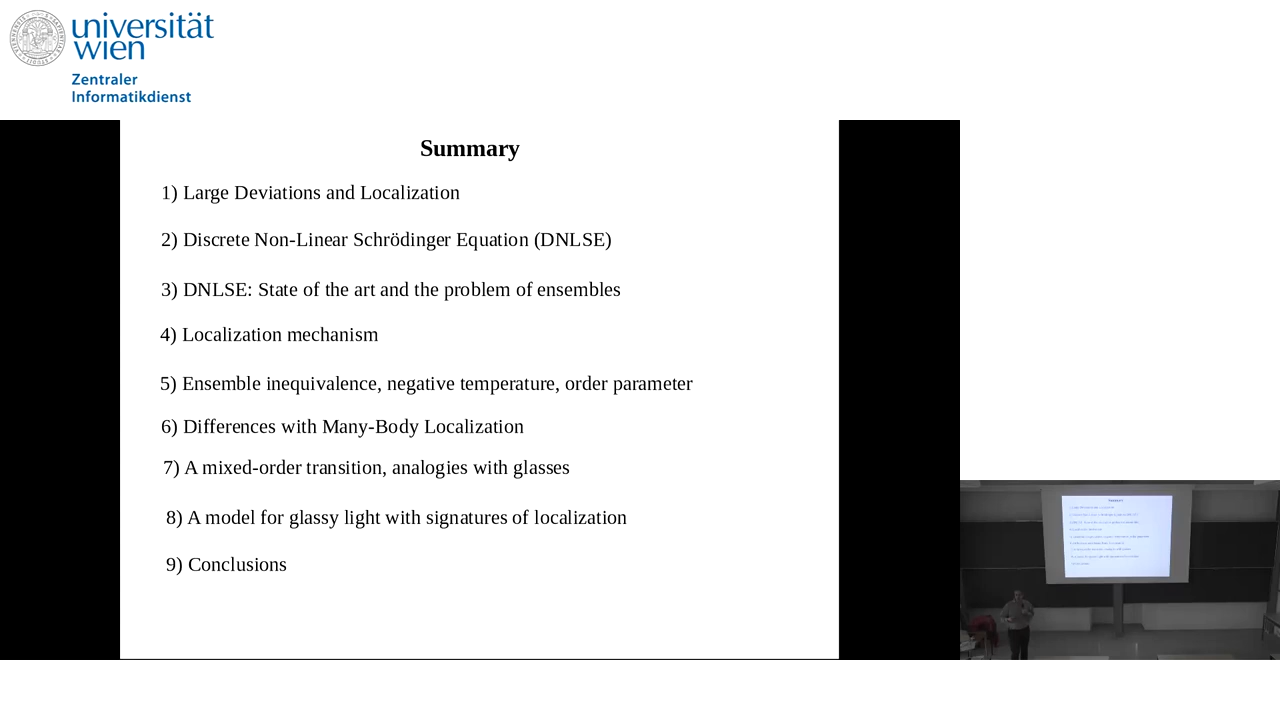 universität
wien
Zentraler
Informatikdienst
Summary
1) Large Deviations and Localization
2) Discrete Non-Linear Schrödinger Equation (DNLSE)
3) DNLSE: State of the art and the problem of ensembles
4) Localization mechanism
5) Ensemble inequivalence, negative temperature, order parameter
6) Differences with Many-Body Localization
7) A mixed-order transition, analogies with glasses
8) A model for glassy light with signatures of localization
9) Conclusions